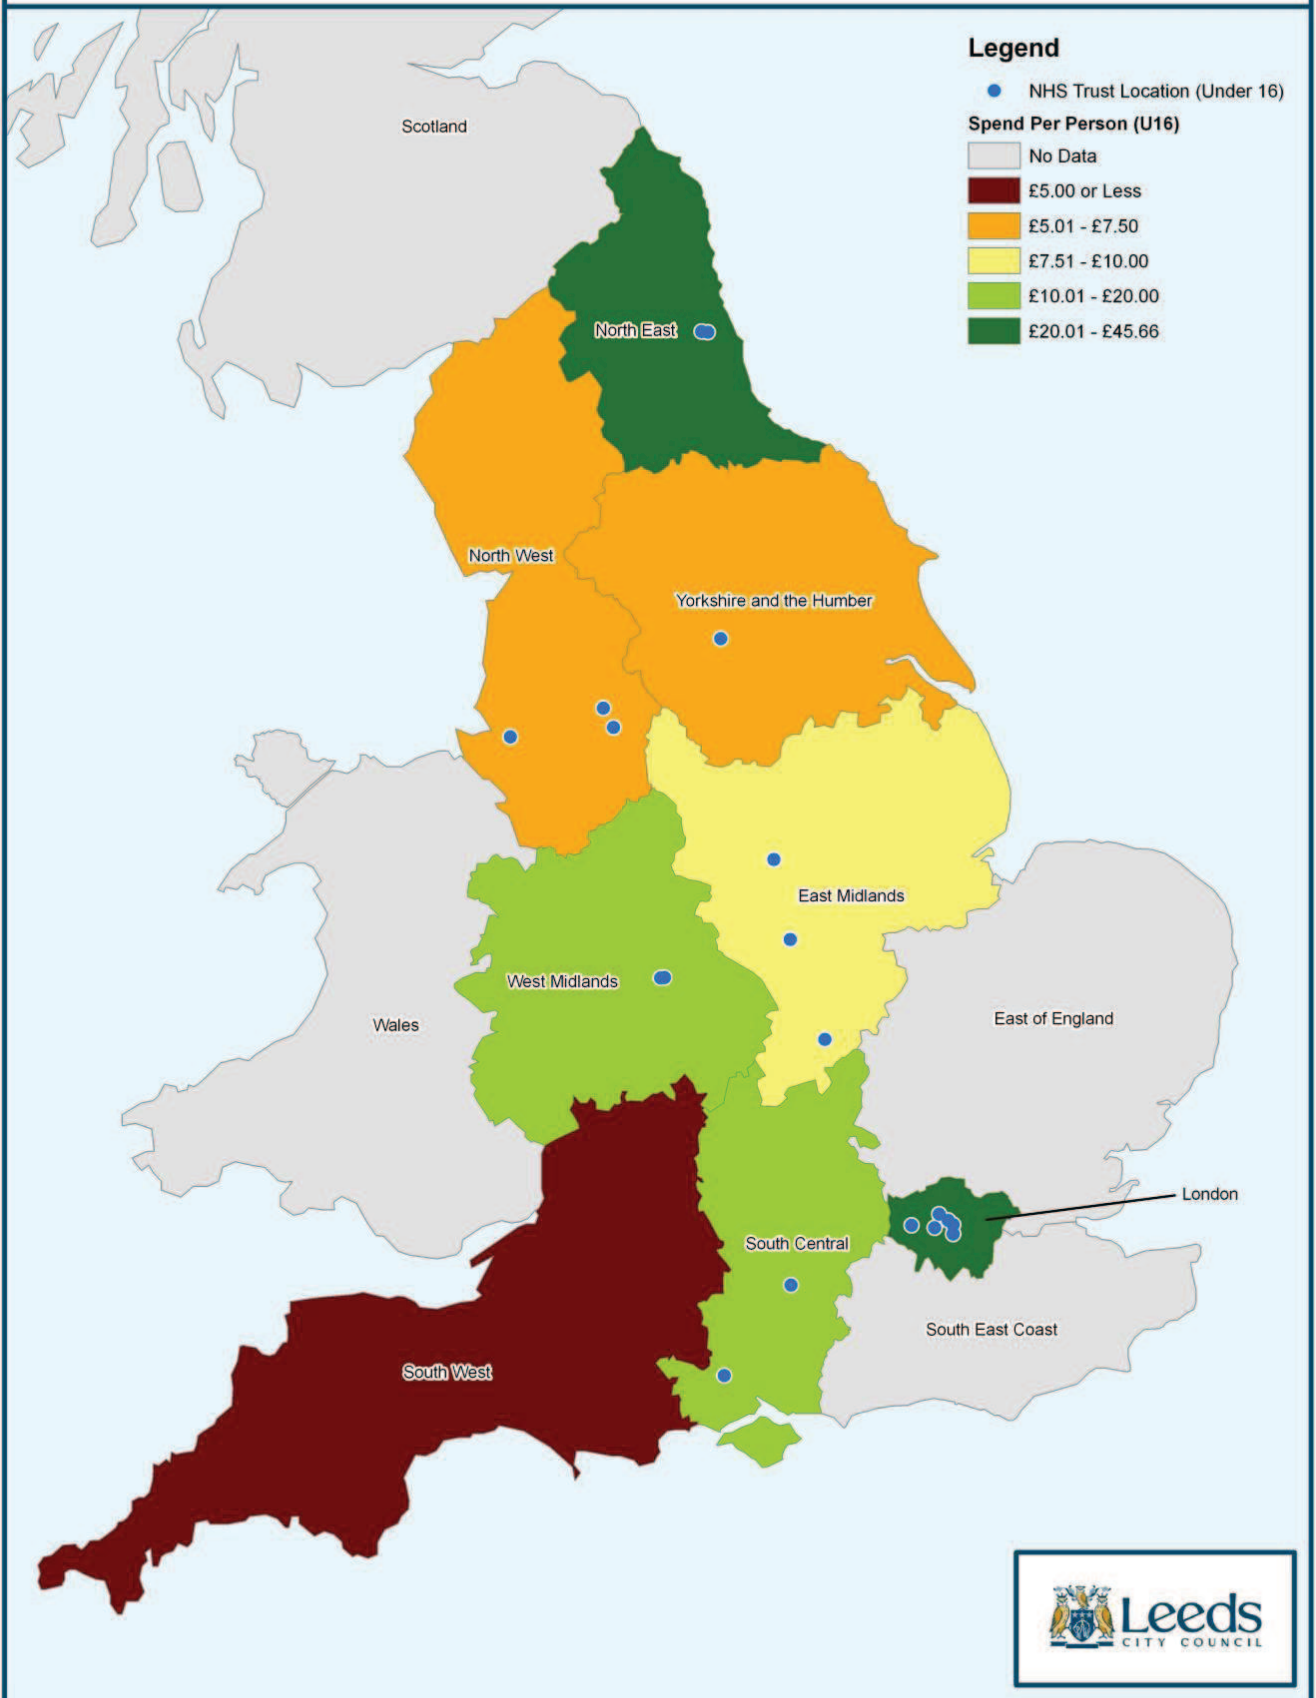 Legend
NHS Trust Location (Under 16)
Spend Per Person (U16)
No Data
£5.00 or Less
£5.01 - £7.50
£7.51 - £10.00
£10.01 - £20.00
£20.01 - £45.66
Scotland
North East
North West
Yorkshire and the Humber
East Midlands
West Midlands
Wales
East of England
London
South Central
South East Coast
South West
Leeds
CITY COUNCIL